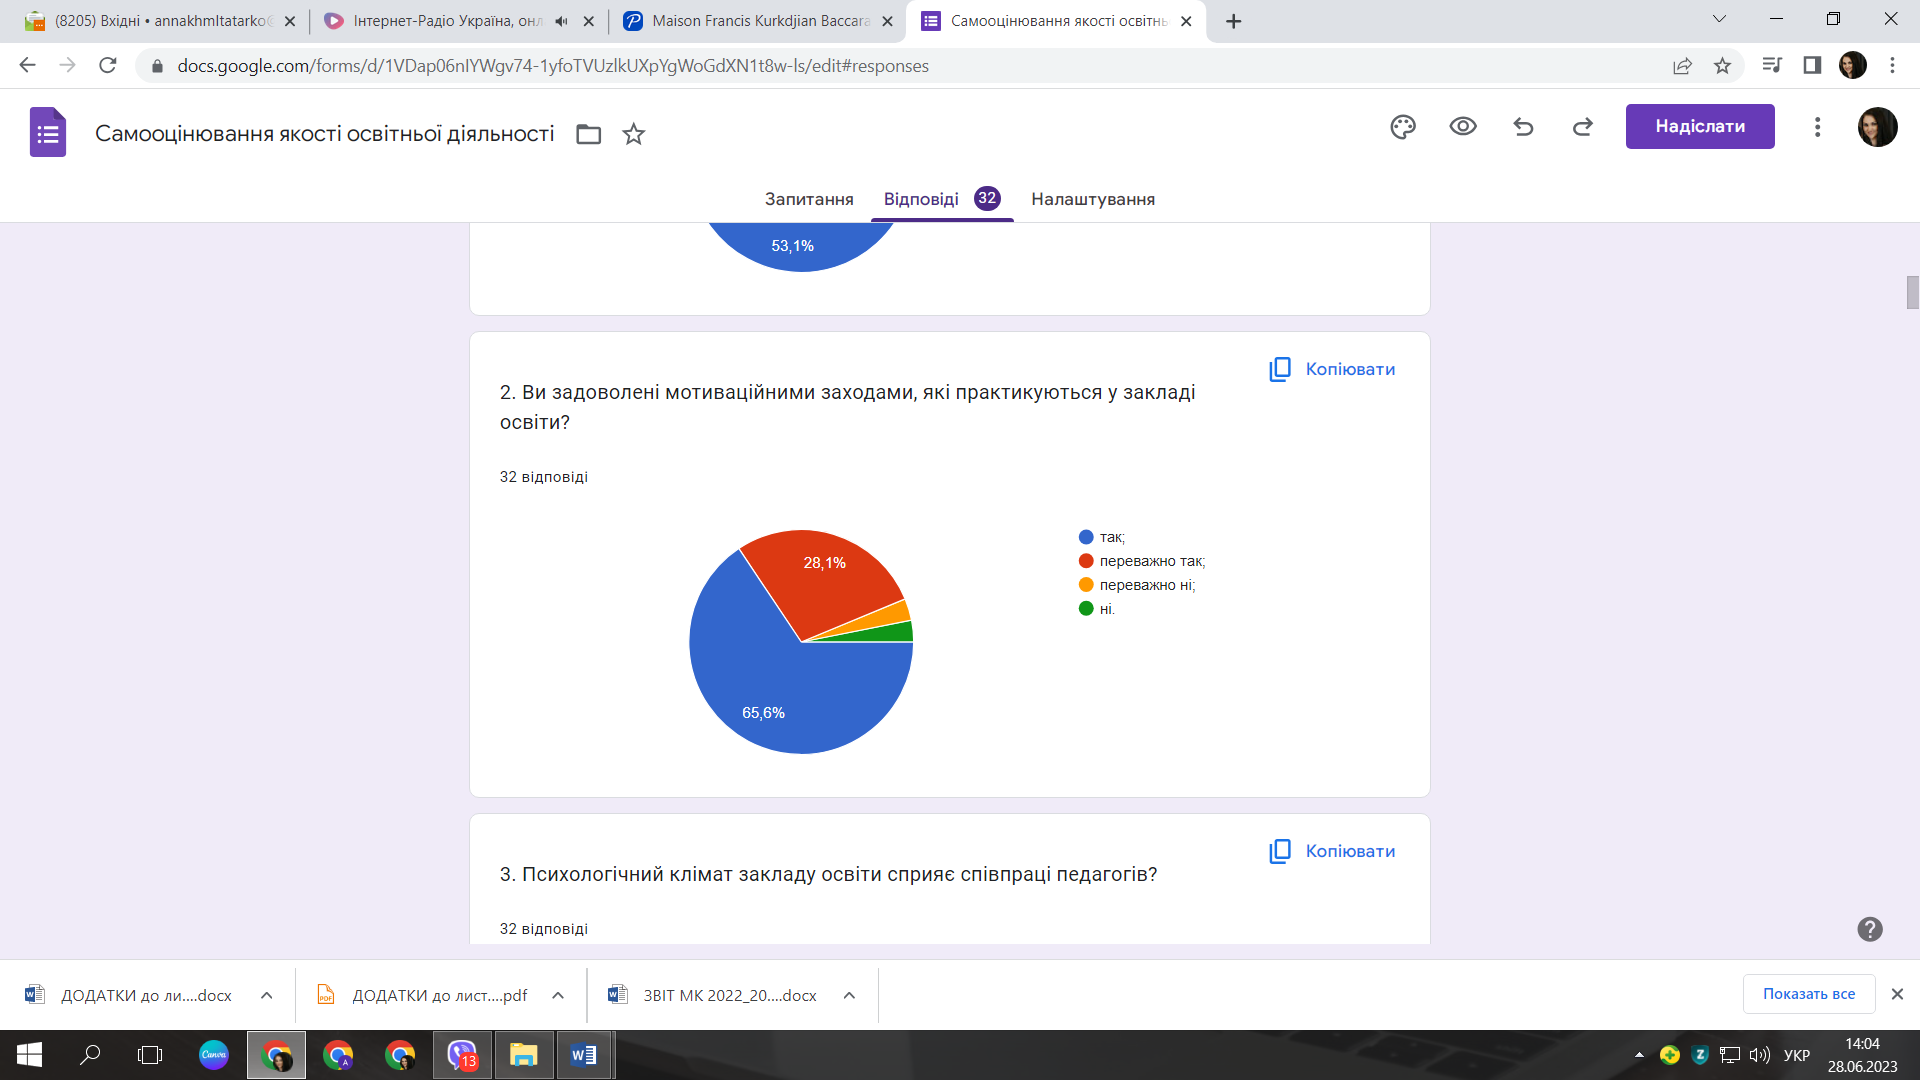 (8205) Вхідні • annakhmltatarko@
Інтернет-Радіо Україна, онл
Maison Francis Kurkdjian Baccara
Самооцінювання якості освітнь
docs.google.com/forms/d/1VDap06nIYWgv74-1yfoTVUzlkUXpYgWoGdXN1t8w-ls/edit#responses
Самооцінювання якості освітньої діяльності
Надіслати
Запитання
Відповіді 32
Налаштування
53,1%
Копіювати
2. Ви задоволені мотиваційними заходами, які практикуються у закладі
освіти?
32 відповіді
так;
переважно так;
переважно ні;
ні.
28,1%
65,6%
Копіювати
3. Психологічний клімат закладу освіти сприяє співпраці педагогів?
32 відповіді
ДОДАТКИ до ли....docx
ДОДАТКИ до лист....pdf
ЗВІТ МК 2022_20....docx
Показать все
Canva
13
УКР
14:04
28.06.2023